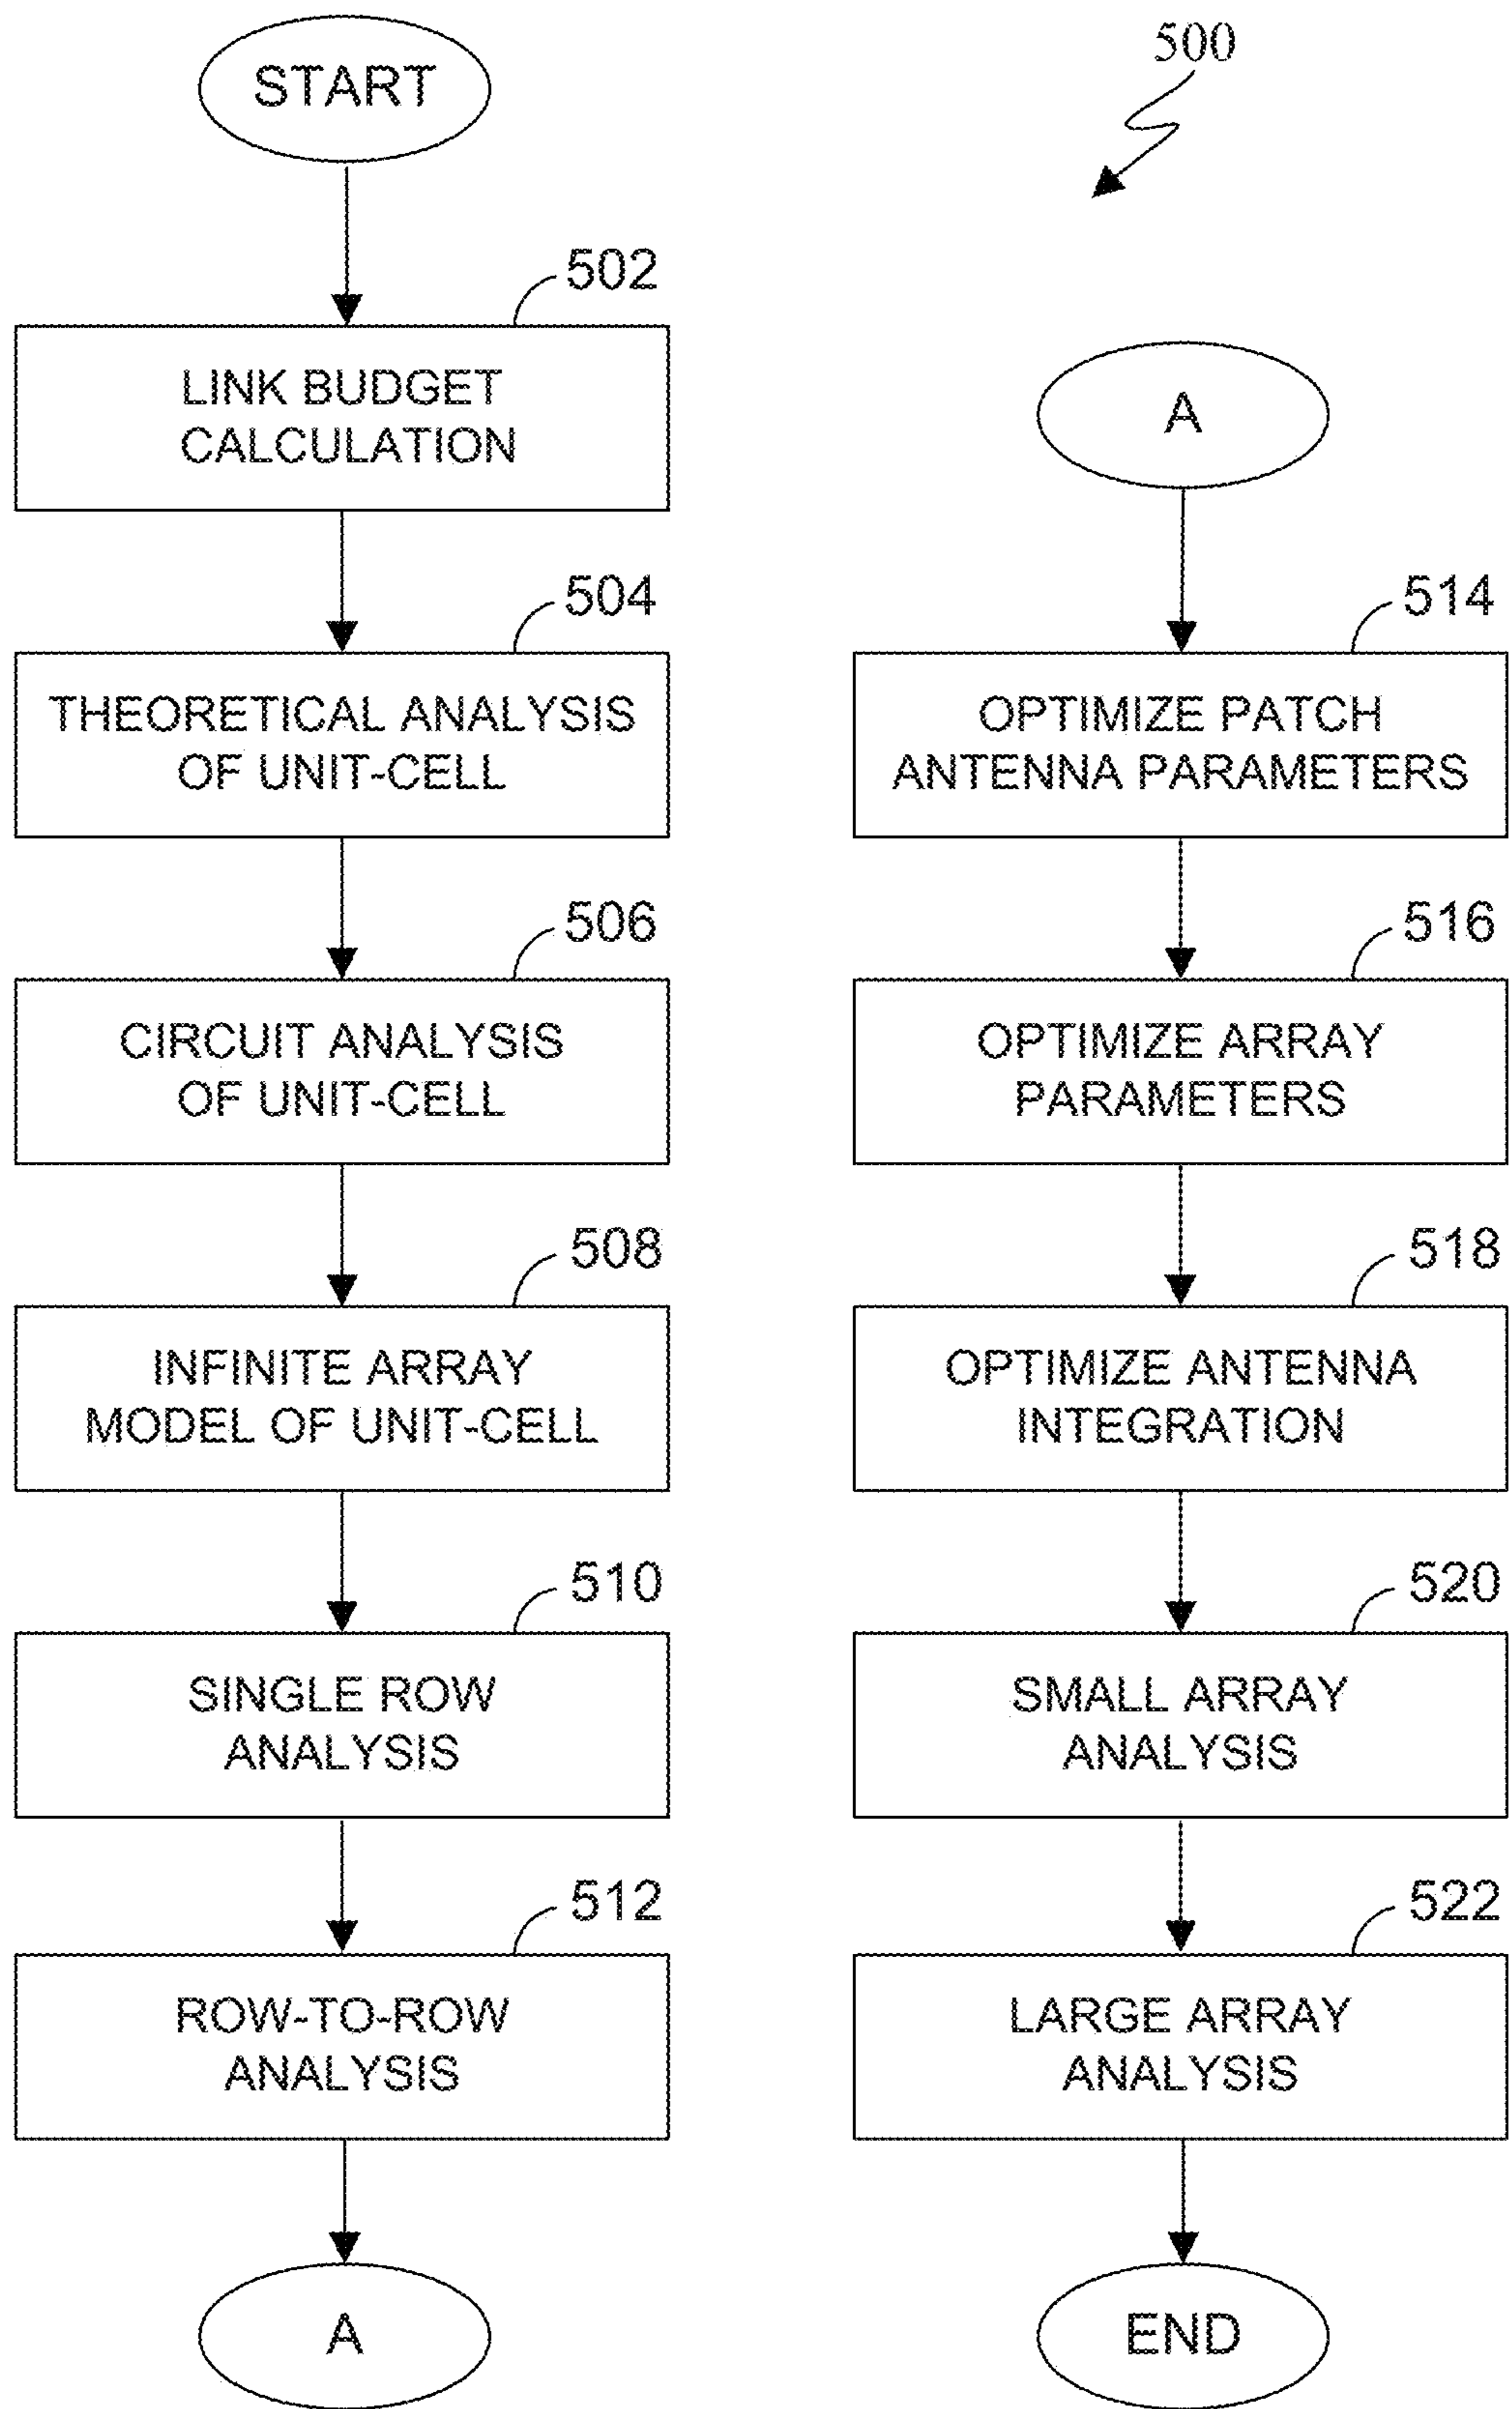 START
502
LINK BUDGET
CALCULATION
504
THEORETICAL ANALYSIS
OF UNIT-CELL
506
CIRCUIT ANALYSIS
OF UNIT-CELL
508
INFINITE ARRAY
MODEL OF UNIT-CELL
510
SINGLE ROW
ANALYSIS
512
ROW-TO-ROW
ANALYSIS
A
500
A
514
OPTIMIZE PATCH
ANTENNA PARAMETERS
516
OPTIMIZE ARRAY
PARAMETERS
518
OPTIMIZE ANTENNA
INTEGRATION
520
SMALL ARRAY
ANALYSIS
522
LARGE ARRAY
ANALYSIS
END